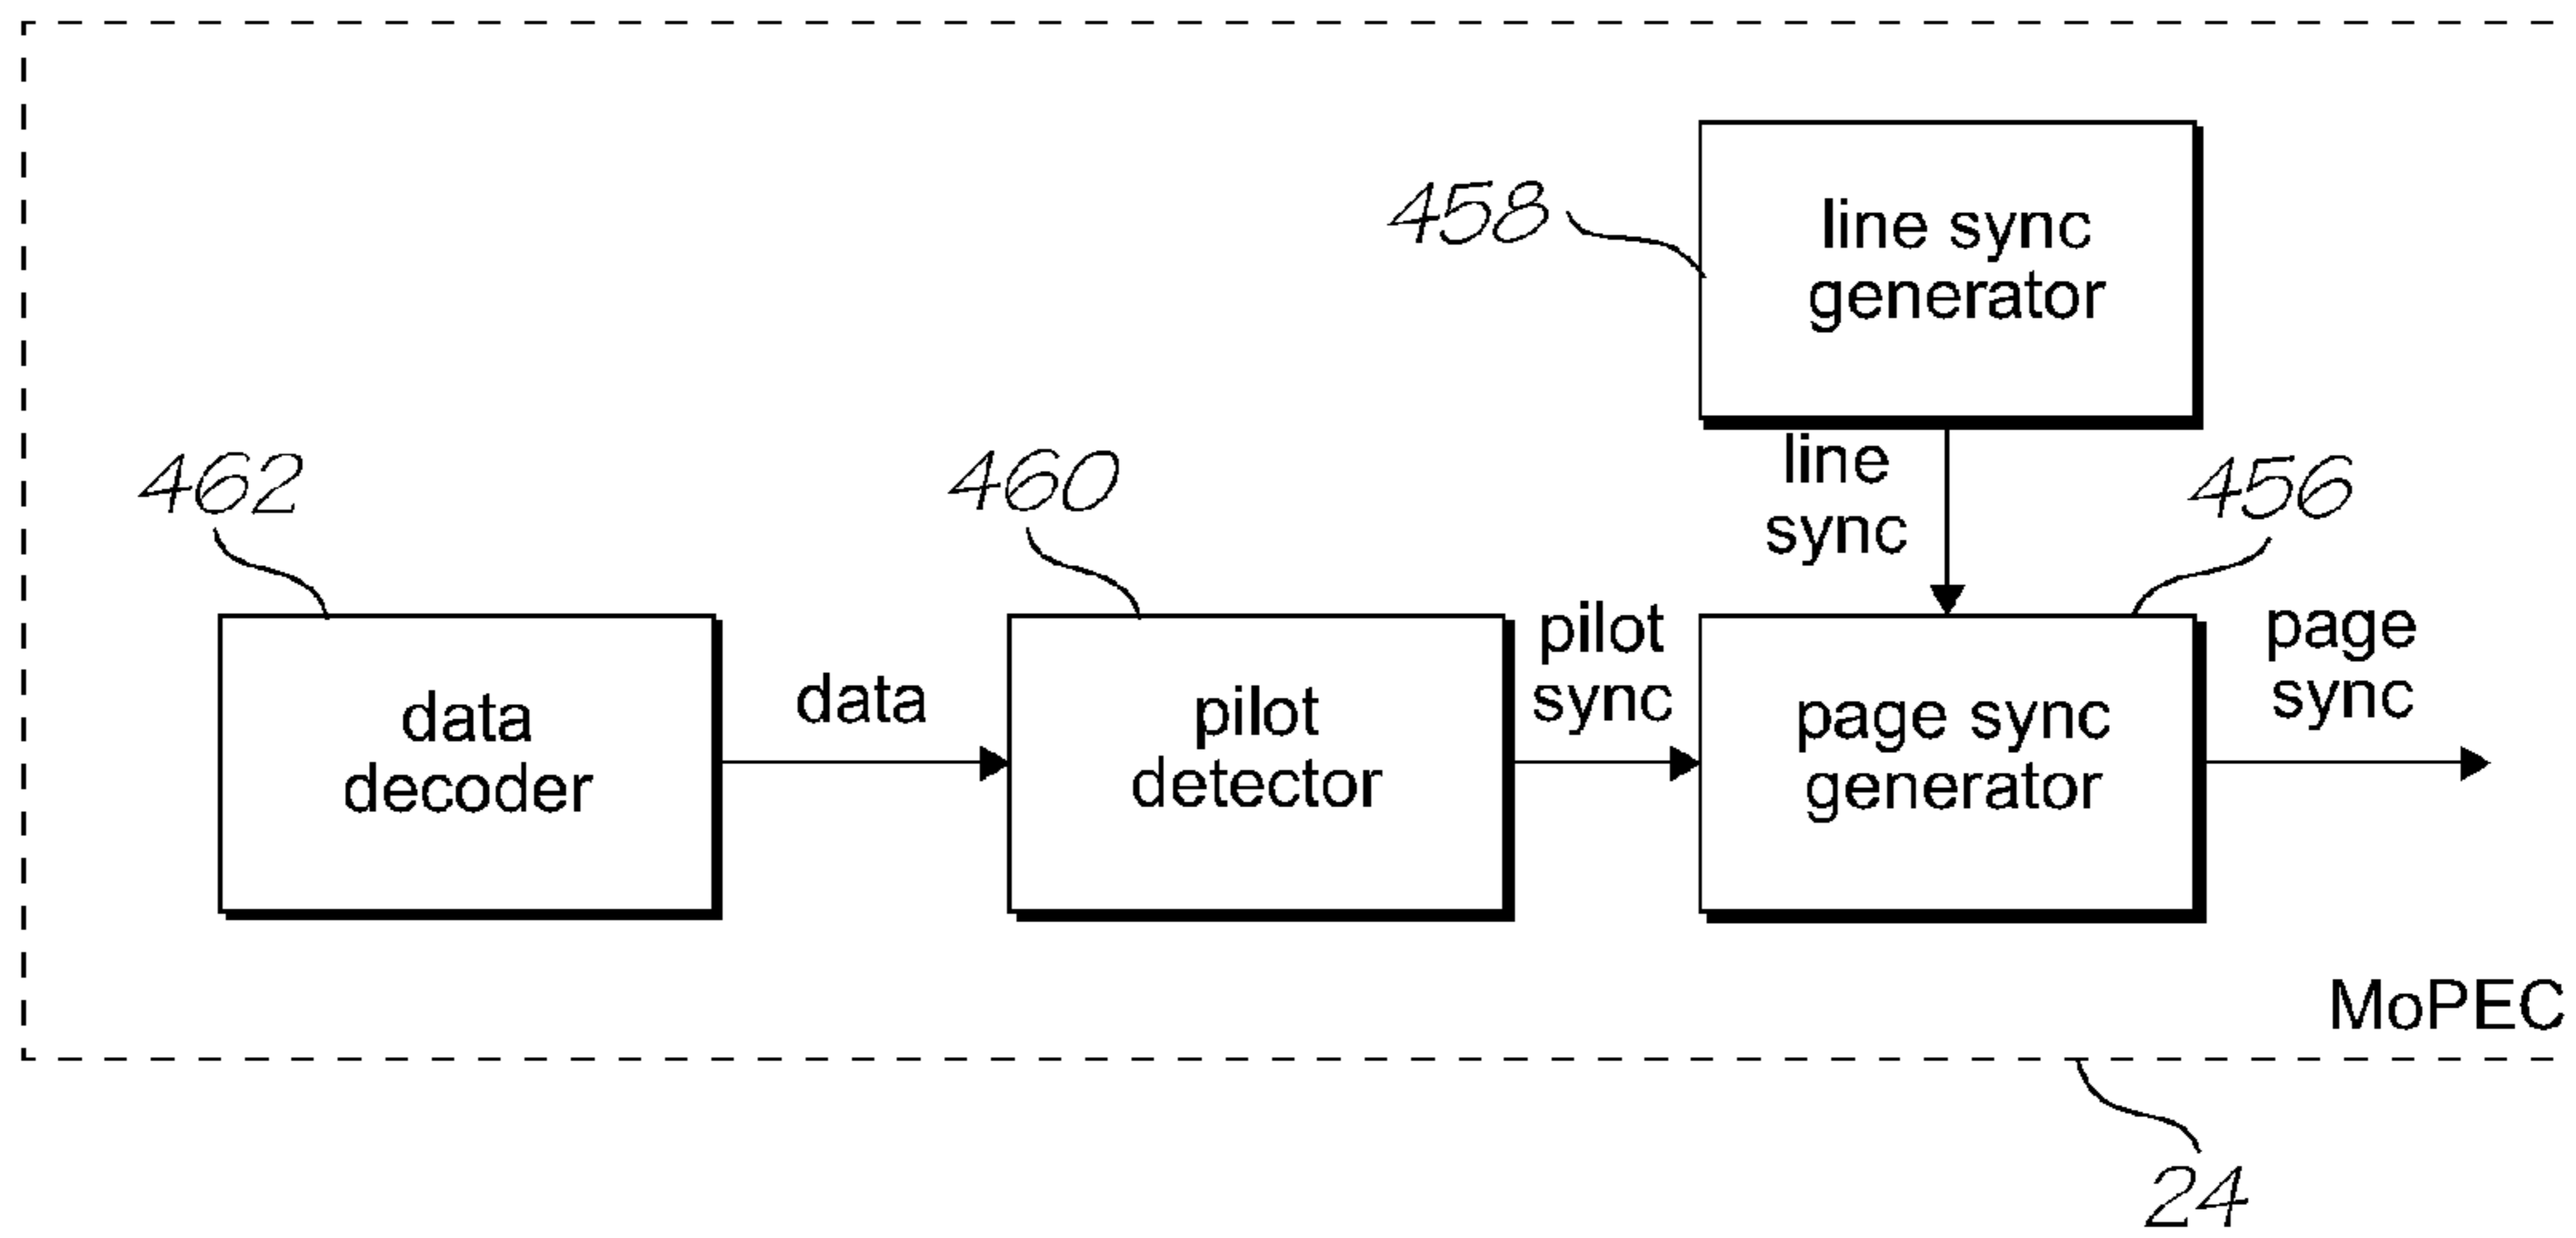 458
line sync
generator
line
sync
462
460
456
data
decoder
data
pilot
detector
pilot
sync
page sync
generator
page
sync
MoPEC
24